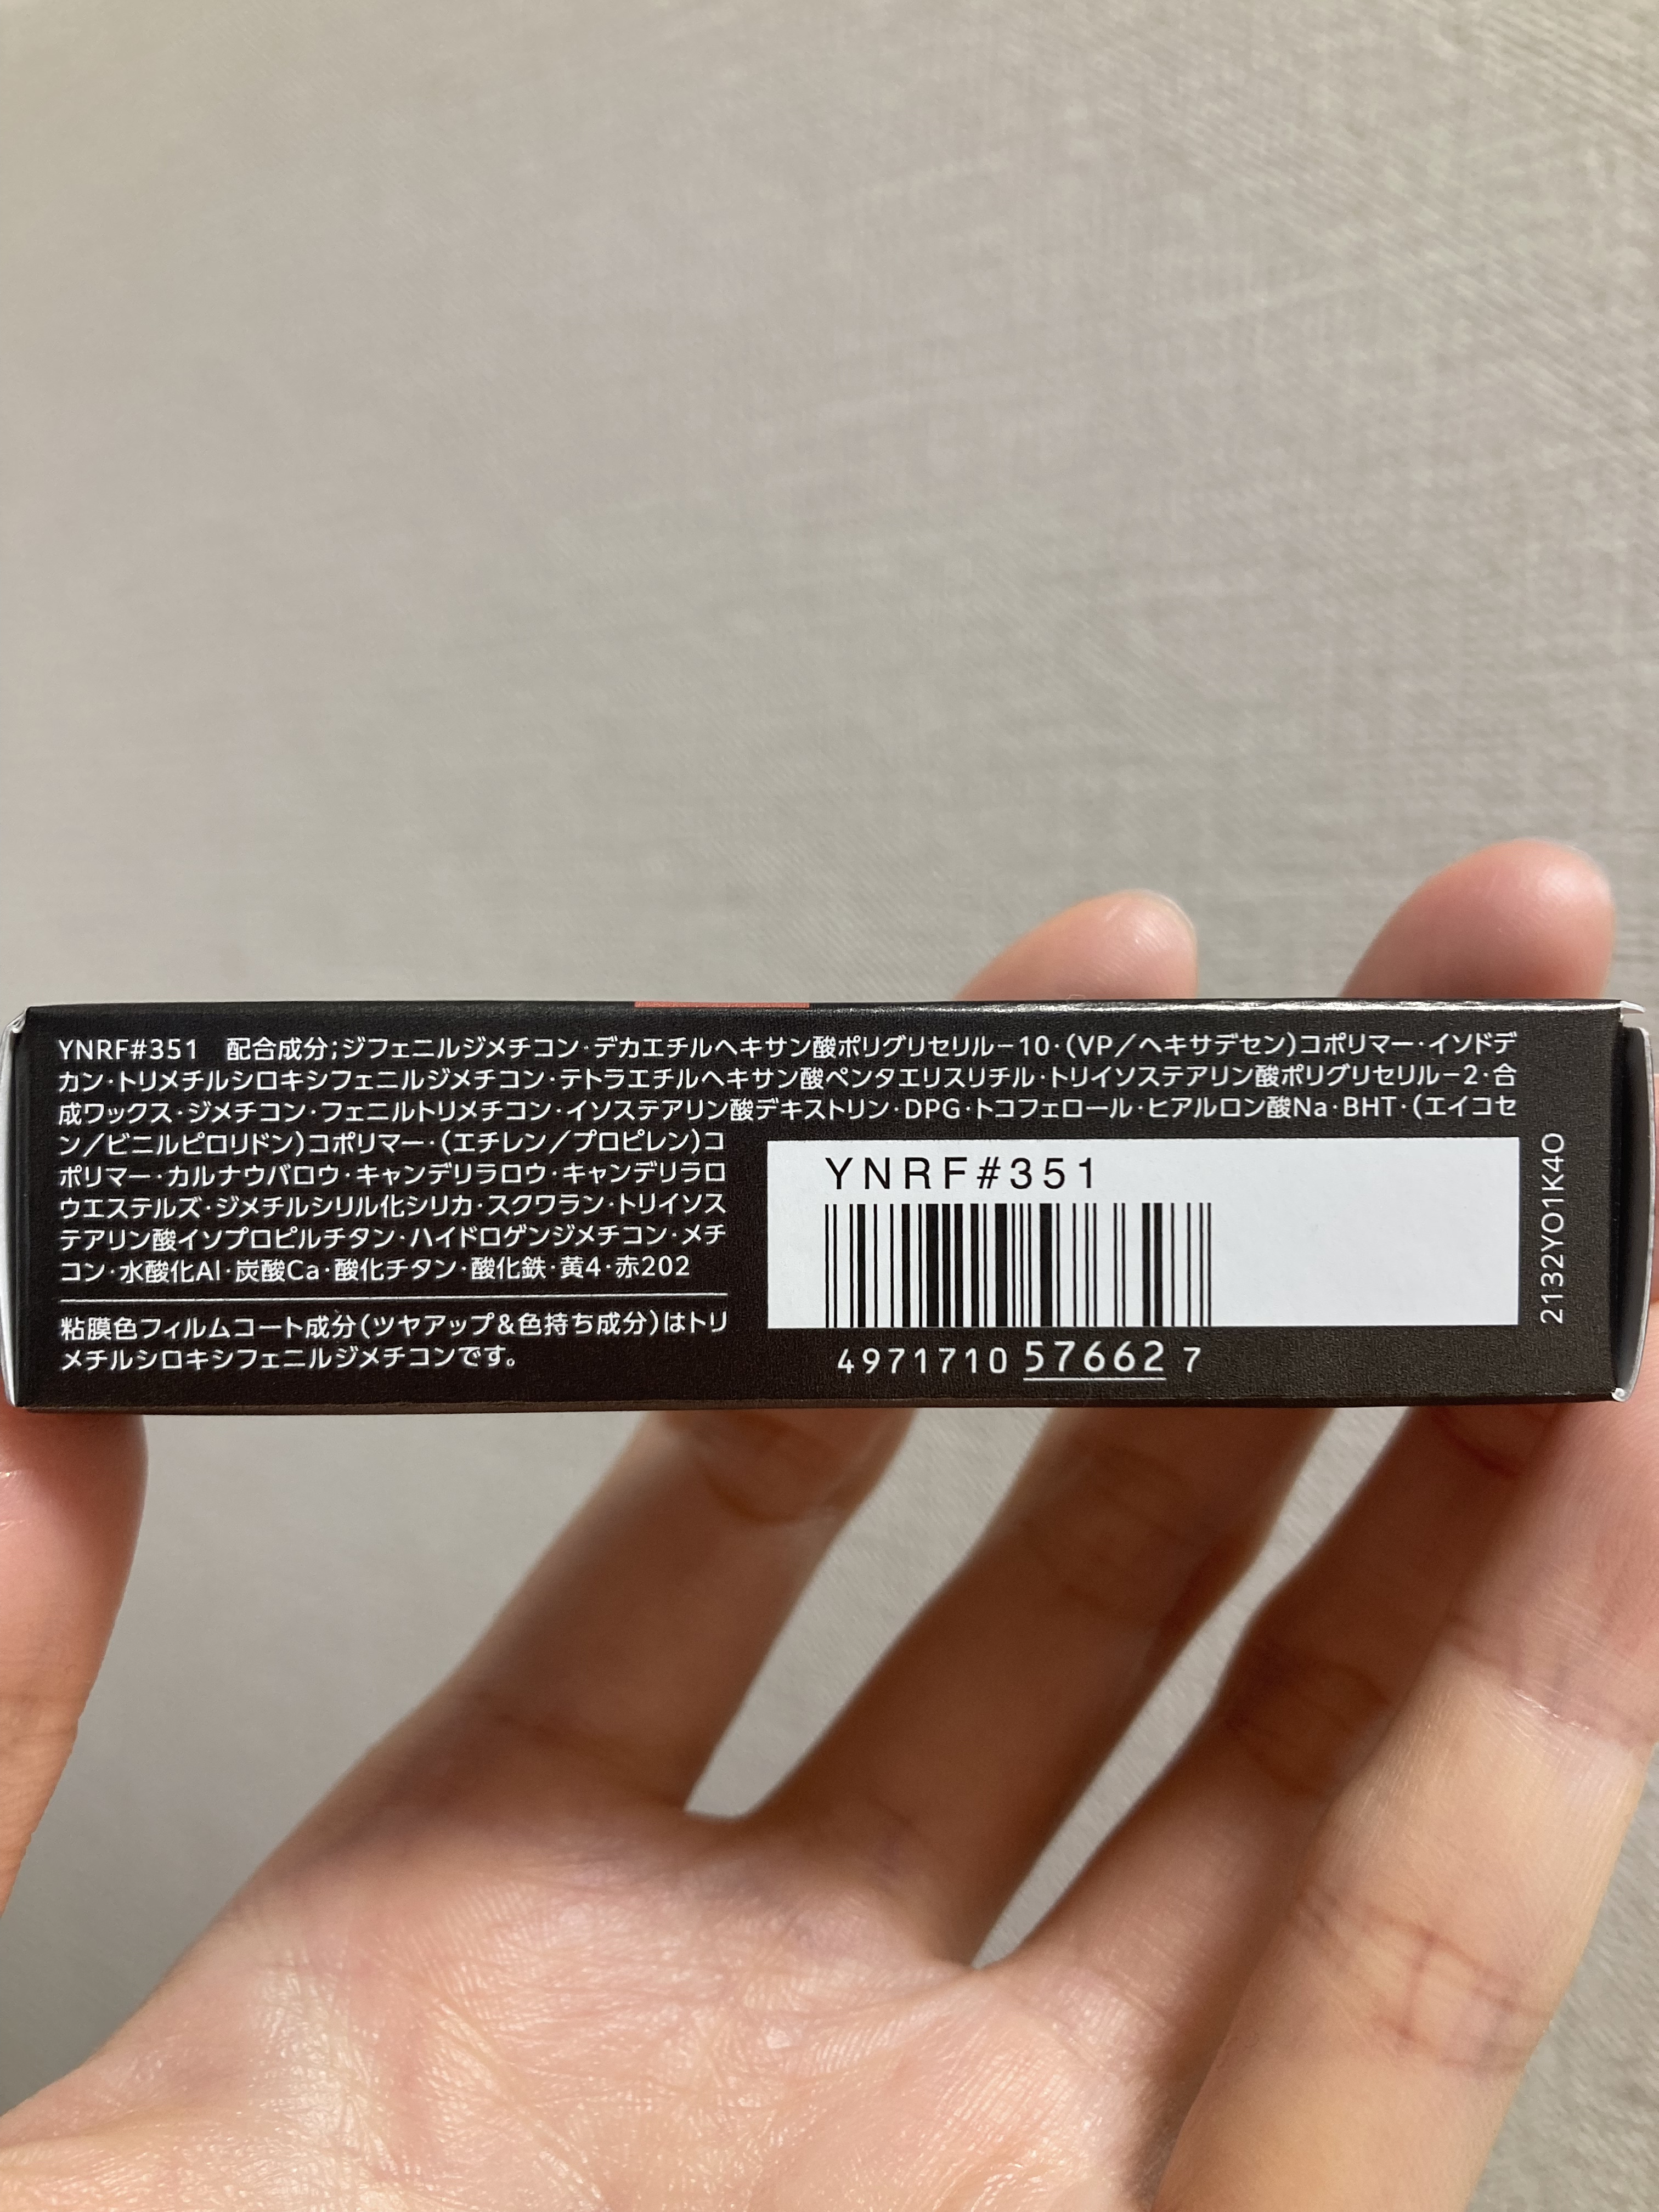 YNRF#351　配合成分;ジフェニルジメチコン・デカエチルヘキサン酸ポリグリセリル－10・(VP／ヘキサデセン)コポリマー・イソドデ
カン・トリメチルシロキシフェニルジメチコン・テトラエチルヘキサン酸ペンタエリスリチル・トリイソステアリン酸ポリグリセリル－2・合
成ワックス・ジメチコン・フェニルトリメチコン・イソステアリン酸デキストリン・DPG・トコフェロール・ヒアルロン酸Na・BHT・(エイコセ
ン／ビニルピロリドン)コポリマー・(エチレン／プロピレン)コ
ポリマー・カルナウバロウ・キャンデリラロウ・キャンデリラロ
ウエステルズ・ジメチルシリル化シリカ・スクワラン・トリイソス
テアリン酸イソプロピルチタン・ハイドロゲンジメチコン・メチ
コン・水酸化Al・炭酸Ca・酸化チタン・酸化鉄・黄4・赤202
粘膜色フィルムコート成分(ツヤアップ&色持ち成分)はトリ
メチルシロキシフェニルジメチコンです。
YNRF#351
4971710 57662 7
2132YO1K4O